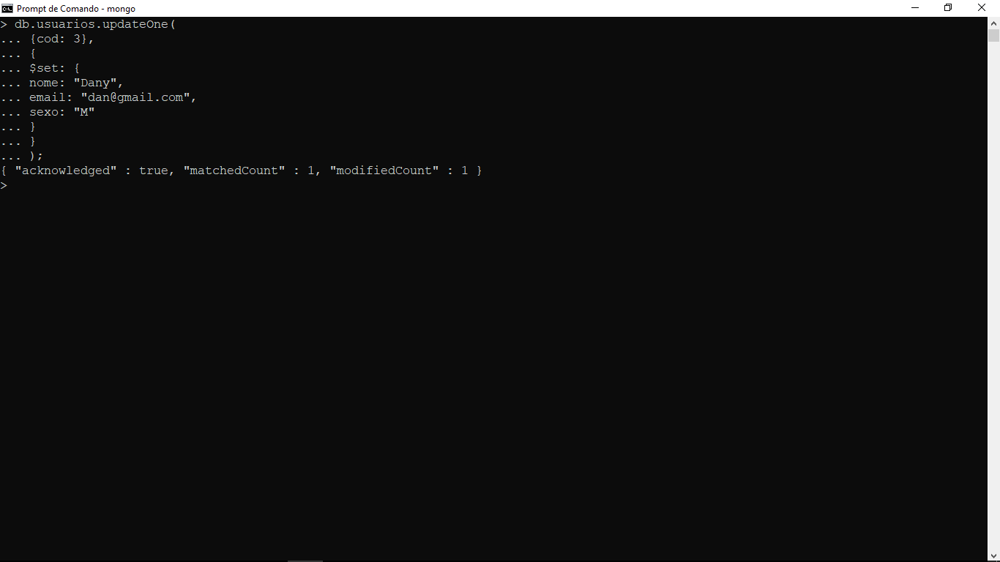 Prompt de Comando - mongo
> db.usuarios.updateOne(
... {cod: 3},
... {
... $set: {
... nome: "Dany",
... email: "dan@gmail.com",
... sexo: "M"
... }
... }
... );
{ "acknowledged" : true, "matchedCount" : 1, "modifiedCount" : 1 }
>